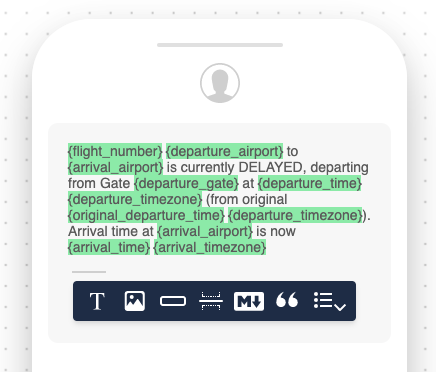 {flight_number} {departure_airport} to
{arrival_airport} is currently DELAYED, departing
from Gate {departure_gate} at {departure_time}
{departure_timezone} (from original
{original_departure_time} {departure_timezone}).
Arrival time at {arrival_airport} is now
{arrival_time} {arrival_timezone}
T M